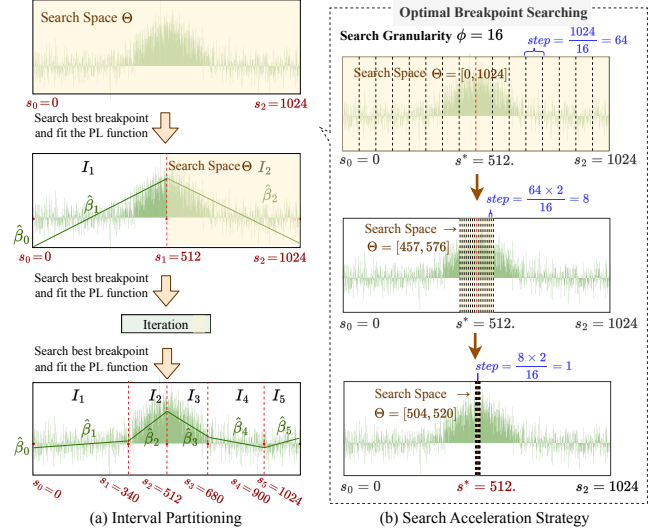 Search Space Θ
s₀=0
s₂=1024
Search best breakpoint
and fit the PL function
I₁
Search Space Θ I₂
β̂₁
β̂₂
β̂₀
s₀=0
s₁=512
s₂=1024
Search best breakpoint
and fit the PL function
Iteration
Search best breakpoint
and fit the PL function
I₁ I₂ I₃ I₄ I₅
β̂₀ β̂₁ β̂₂ β̂₃ β̂₄ β̂₅
s₀=0 s₁=340 s₂=512 s₃=680 s₄=900 s₅=1024
(a) Interval Partitioning
Optimal Breakpoint Searching
Search Granularity ϕ = 16
step = 1024/16 = 64
Search Space Θ = [0, 1024]
s₀ = 0 s* = 512. s₂ = 1024
step = 64 × 2/16 = 8
Search Space →
Θ = [457, 576]
s₀ = 0 s* = 512. s₂ = 1024
step = 8 × 2/16 = 1
Search Space →
Θ = [504, 520]
s₀ = 0 s* = 512. s₂ = 1024
(b) Search Acceleration Strategy